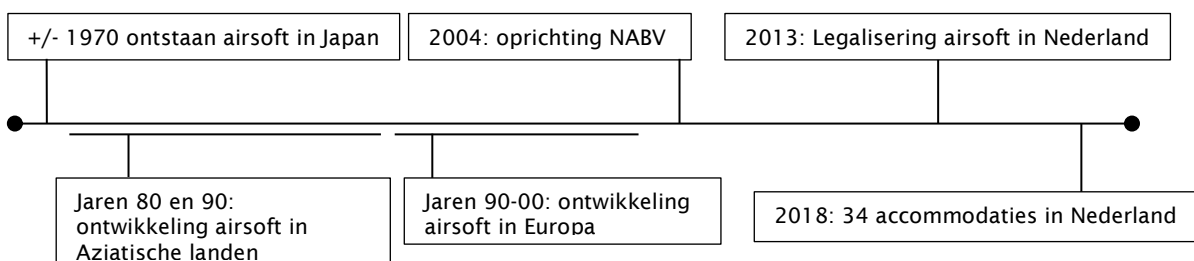 +/- 1970 ontstaan airsoft in Japan
2004: oprichting NABV
2013: Legalisering airsoft in Nederland
Jaren 80 en 90:
ontwikkeling airsoft in
Aziatische landen
Jaren 90-00: ontwikkeling
airsoft in Europa
2018: 34 accommodaties in Nederland